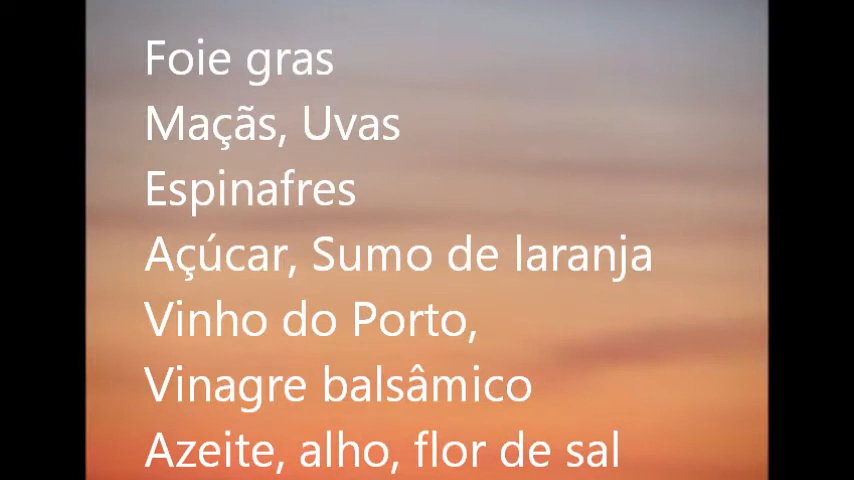 Foie gras
Maçãs, Uvas
Espinafres
Açúcar, Sumo de laranja
Vinho do Porto,
Vinagre balsâmico
Azeite, alho, flor de sal